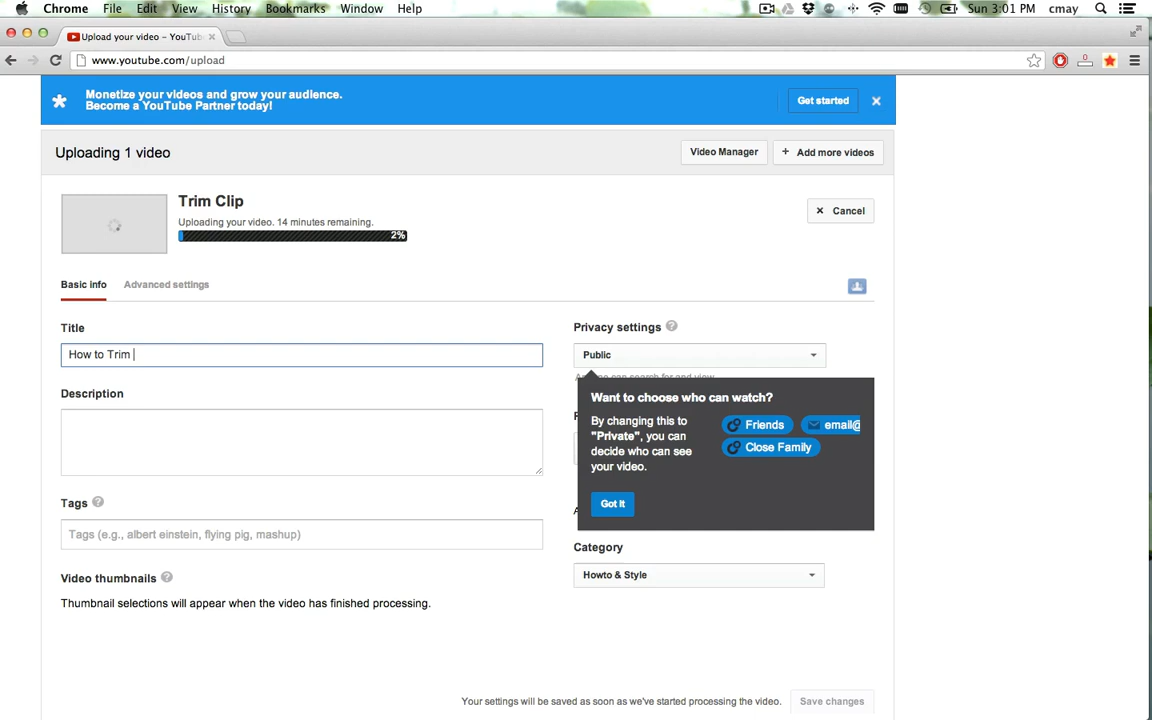 Chrome File Edit View History Bookmarks Window Help Sun 3:01 PM cmay
Upload your video - YouTub
www.youtube.com/upload
Monetize your videos and grow your audience.
Become a YouTube Partner today!
Get started
Uploading 1 video
Video Manager
+ Add more videos
Trim Clip
Uploading your video. 14 minutes remaining.
2%
Cancel
Basic info Advanced settings
Title
How to Trim
Description
Tags
Tags (e.g., albert einstein, flying pig, mashup)
Video thumbnails
Thumbnail selections will appear when the video has finished processing.
Privacy settings
Public
Want to choose who can watch?
By changing this to
"Private", you can
decide who can see
your video.
Friends
email@
Close Family
Got it
Category
Howto & Style
Your settings will be saved as soon as we've started processing the video.
Save changes